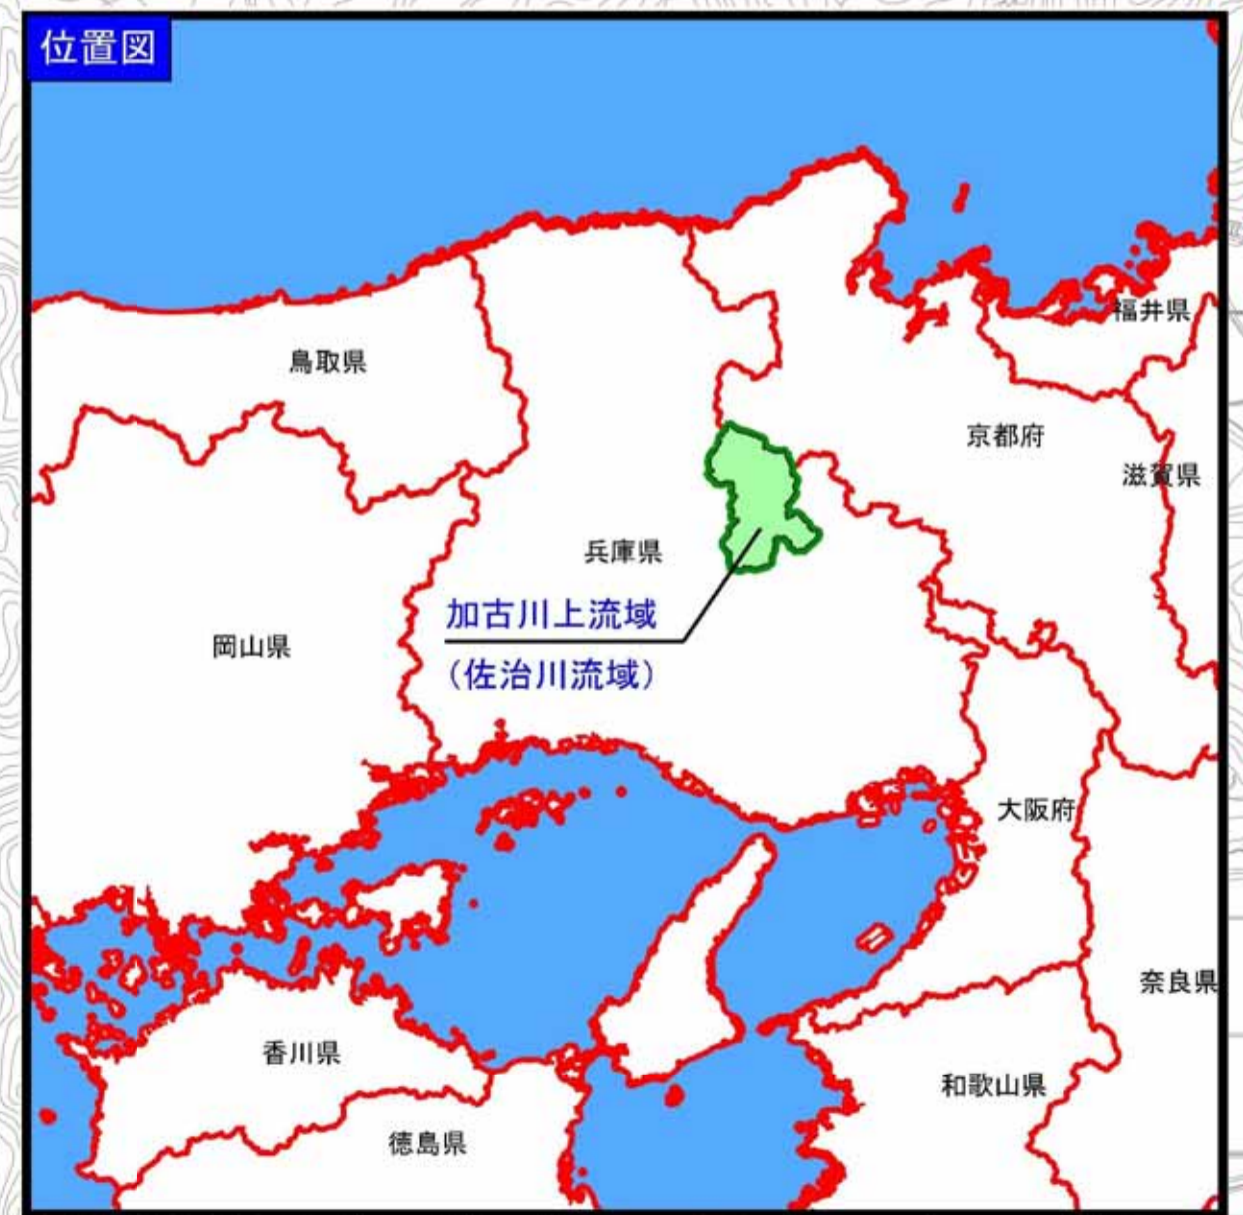 位置図
福井県
鳥取県
京都府
滋賀県
兵庫県
加古川上流域
（佐治川流域）
岡山県
大阪府
奈良県
香川県
和歌山県
徳島県